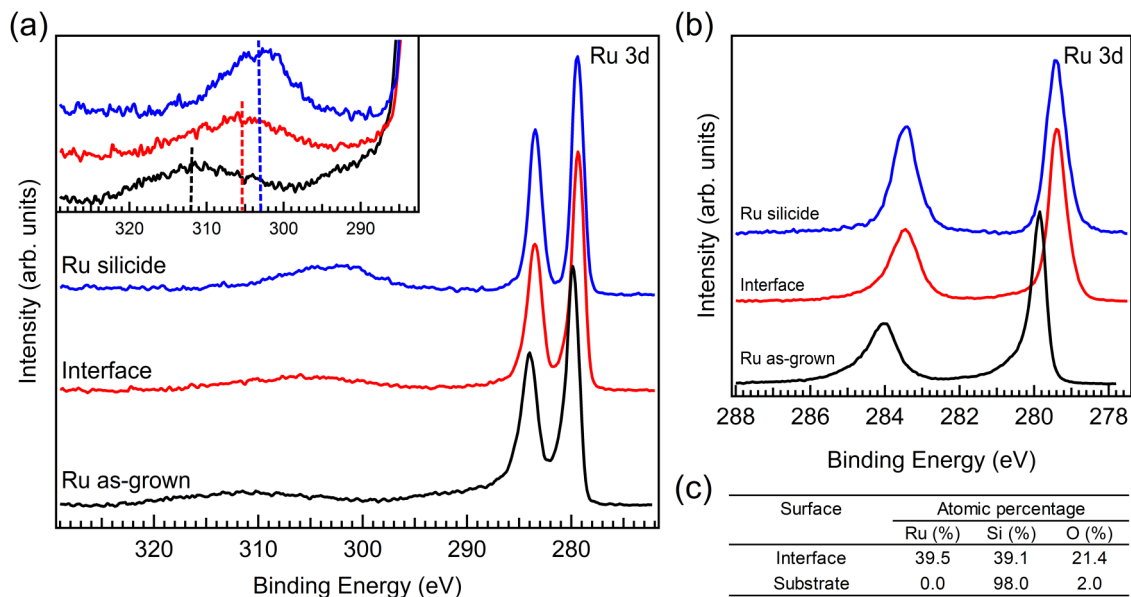 (a)
Ru 3d
320 310 300 290
Intensity (arb. units)
Ru silicide
Interface
Ru as-grown
320 310 300 290 280
Binding Energy (eV)
(b)
Ru 3d
Intensity (arb. units)
Ru silicide
Interface
Ru as-grown
288 286 284 282 280 278
Binding Energy (eV)
(c)
Surface Atomic percentage
Ru (%) Si (%) O (%)
Interface 39.5 39.1 21.4
Substrate 0.0 98.0 2.0